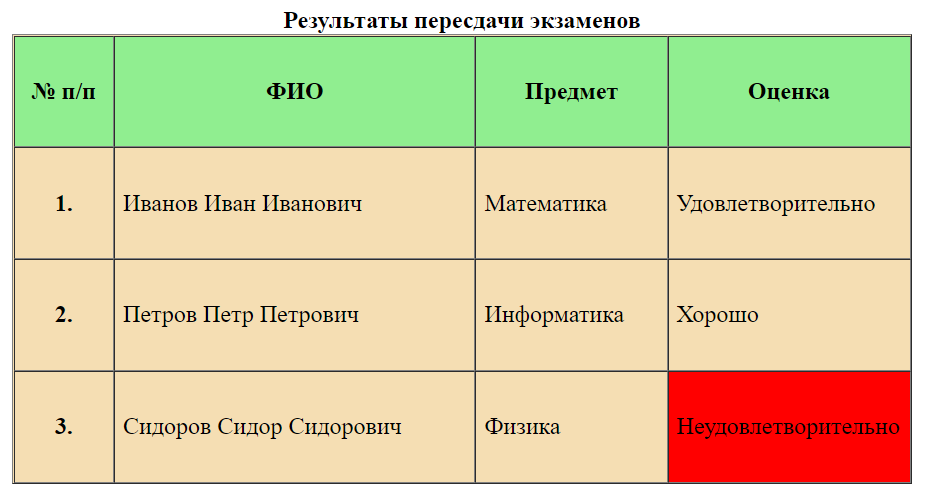 Результаты пересдачи экзаменов
№ п/п ФИО Предмет Оценка
1. Иванов Иван Иванович Математика Удовлетворительно
2. Петров Петр Петрович Информатика Хорошо
3. Сидоров Сидор Сидорович Физика Неудовлетворительно